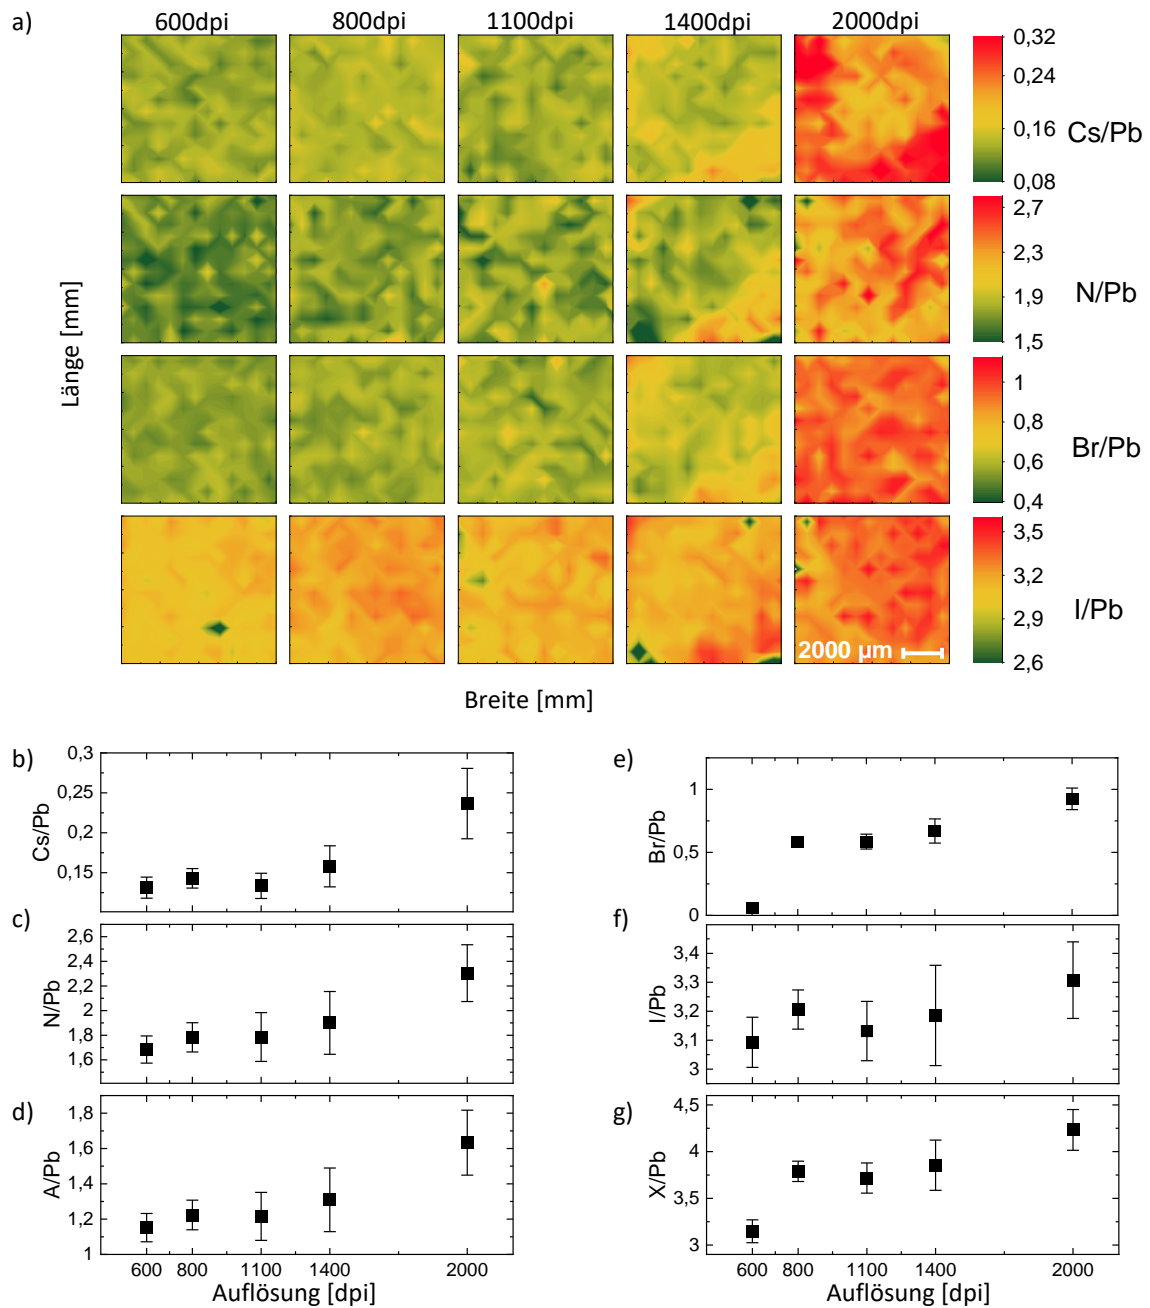 a)
600dpi 800dpi 1100dpi 1400dpi 2000dpi
0,32
0,24
0,16
0,08
Cs/Pb
2,7
2,3
1,9
1,5
N/Pb
1
0,8
0,6
0,4
Br/Pb
3,5
3,2
2,9
2,6
I/Pb
2000 µm
Länge [mm]
Breite [mm]
b)
0,3
0,25
0,2
0,15
Cs/Pb
c)
2,6
2,4
2,2
2
1,8
1,6
N/Pb
d)
1,8
1,6
1,4
1,2
1
A/Pb
600 800 1100 1400 2000
Auflösung [dpi]
e)
1
0,5
0
Br/Pb
f)
3,4
3,3
3,2
3,1
3
I/Pb
g)
4,5
4
3,5
3
X/Pb
600 800 1100 1400 2000
Auflösung [dpi]